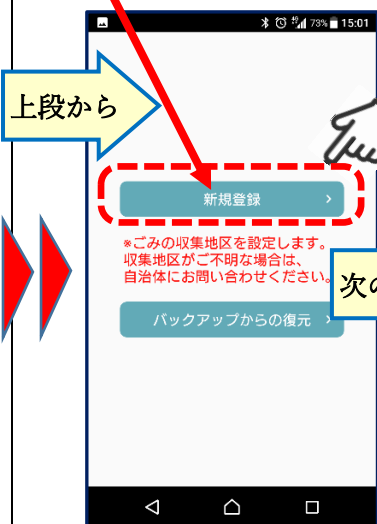 4G 73% 15:01
上段から
新規登録 >
※ごみの収集地区を設定します。
収集地区がご不明な場合は、
自治体にお問い合わせください。
次の
バックアップからの復元 >